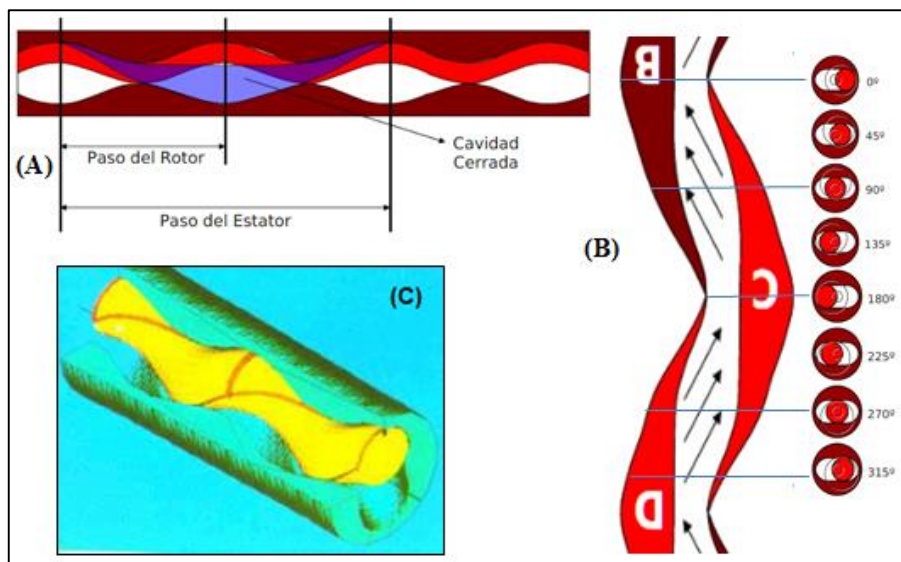 (A)
Paso del Rotor
Cavidad
Cerrada
Paso del Estator
(C)
(B)
B
C
D
0º
45º
90º
135º
180º
225º
270º
315º